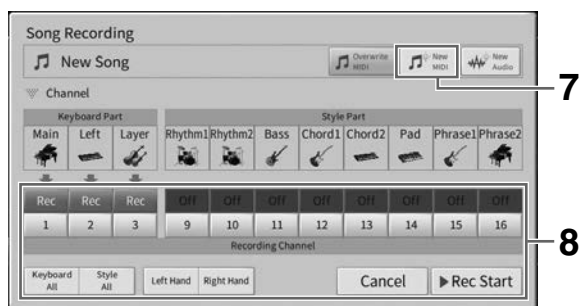 Song Recording
New Song
Overwrite MIDI
New MIDI
New Audio
7
Channel
Keyboard Part
Style Part
Main Left Layer Rhythm1 Rhythm2 Bass Chord1 Chord2 Pad Phrase1 Phrase2
Rec Rec Rec Off Off Off Off Off Off Off Off
1 2 3 9 10 11 12 13 14 15 16
8
Recording Channel
Keyboard All
Style All
Left Hand
Right Hand
Cancel
Rec Start